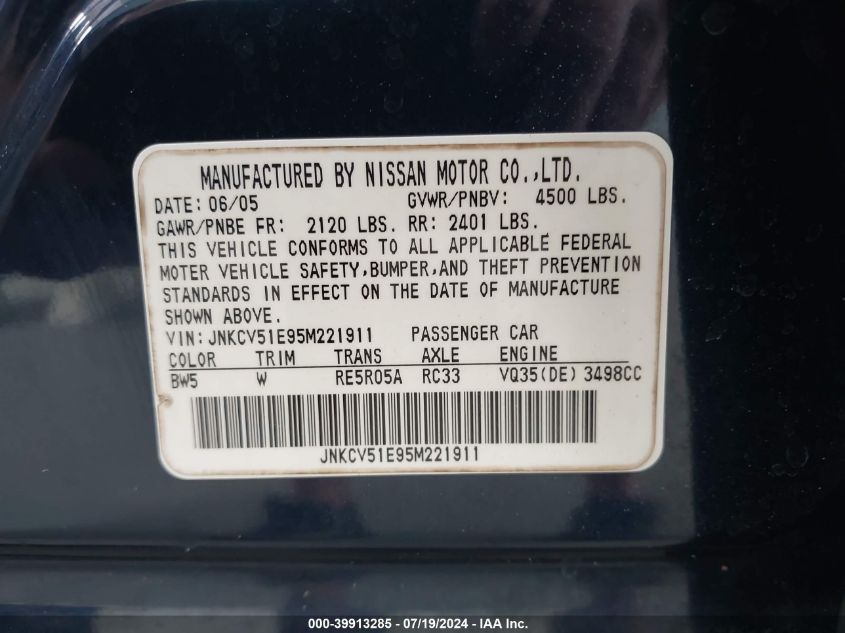 MANUFACTURED BY NISSAN MOTOR CO.,LTD.
DATE: 06/05 GVWR/PNBV: 4500 LBS.
GAWR/PNBE FR: 2120 LBS. RR: 2401 LBS.
THIS VEHICLE CONFORMS TO ALL APPLICABLE FEDERAL
MOTER VEHICLE SAFETY,BUMPER,AND THEFT PREVENTION
STANDARDS IN EFFECT ON THE DATE OF MANUFACTURE
SHOWN ABOVE.
VIN: JNKCV51E95M221911 PASSENGER CAR
COLOR TRIM TRANS AXLE ENGINE
BW5 W RE5R05A RC33 VQ35(DE) 3498CC
JNKCV51E95M221911
000-39913285 - 07/19/2024 - IAA Inc.